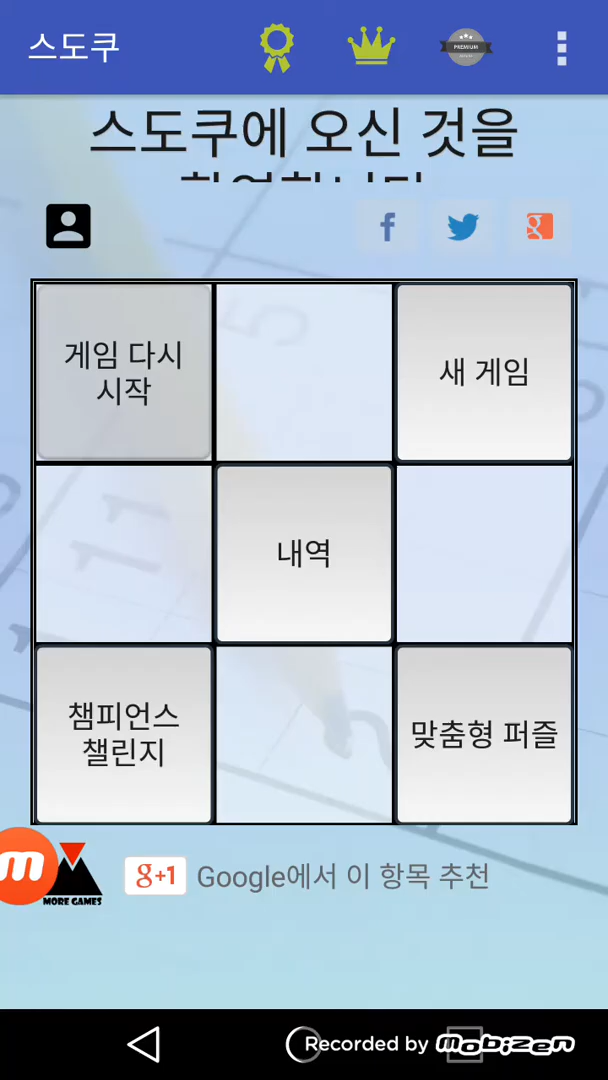 스도쿠
PREMIUM
스도쿠에 오신 것을
f
g
게임 다시
시작
새 게임
내역
챔피언스
챌린지
맞춤형 퍼즐
m
MORE GAMES
g+1 Google에서 이 항목 추천
Recorded by mobizen